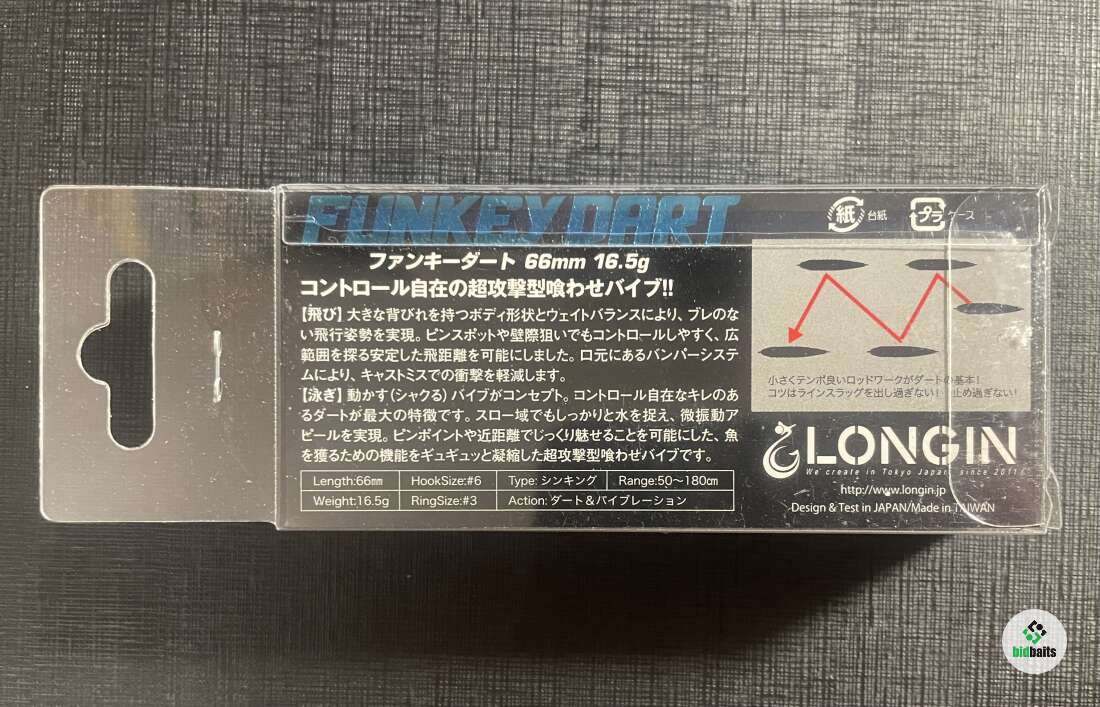 FUNKEY DART
紙 台紙
プラ ケース
ファンキーダート 66mm 16.5g
コントロール自在の超攻撃型喰わせバイブ!!
【飛び】大きな背びれを持つボディ形状とウェイトバランスにより、ブレのな
い飛行姿勢を実現。ピンスポットや壁際狙いでもコントロールしやすく、広
範囲を探る安定した飛距離を可能にしました。口元にあるバンパーシステ
ムにより、キャストミスでの衝撃を軽減します。
【泳ぎ】動かす(シャクる)バイブがコンセプト。コントロール自在なキレのあ
るダートが最大の特徴です。スロー域でもしっかりと水を捉え、微振動ア
ピールを実現。ピンポイントや近距離でじっくり魅せることを可能にした、魚
を獲るための機能をギュギュッと凝縮した超攻撃型喰わせバイブです。
Length:66mm HookSize:#6 Type: シンキング Range:50〜180cm
Weight:16.5g RingSize:#3 Action: ダート&バイブレーション
小さくテンポ良いロッドワークがダートの基本!
コツはラインスラッグを出し過ぎない! 止め過ぎない!
LONGIN
We create in Tokyo Japan, since 2011
http://www.longin.jp
Design & Test in JAPAN/Made in TAIWAN
bidbaits